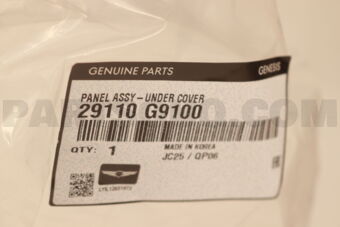 GENUINE PARTS
GENESIS
PANEL ASSY-UNDER COVER
29110 G9100
QTY: 1
MADE IN KOREA
JC25 / QP06